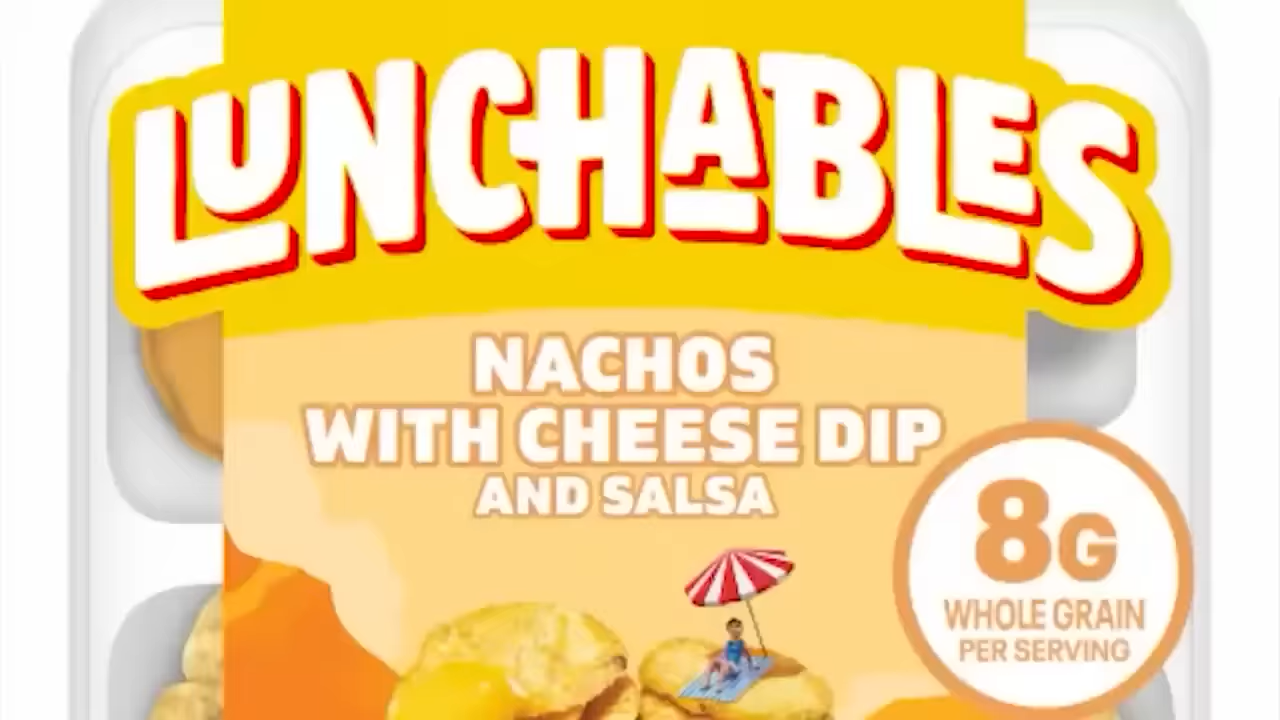 LUNCHABLES
NACHOS
WITH CHEESE DIP
AND SALSA
8G
WHOLE GRAIN
PER SERVING